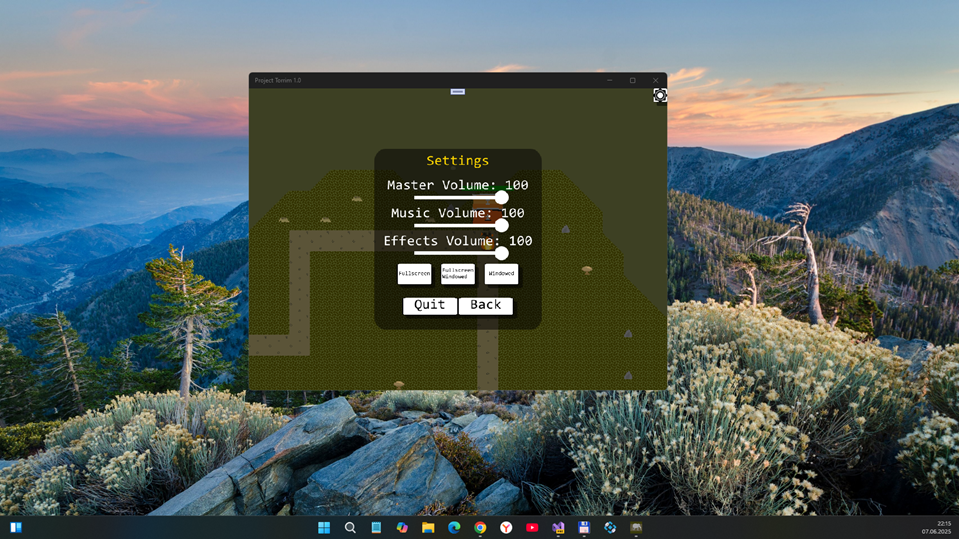 Project Torrim 1.0
Settings
Master Volume: 100
Music Volume: 100
Effects Volume: 100
Fullscreen
Fullscreen
Windowed
Windowed
Quit
Back
22:15
07.06.2025